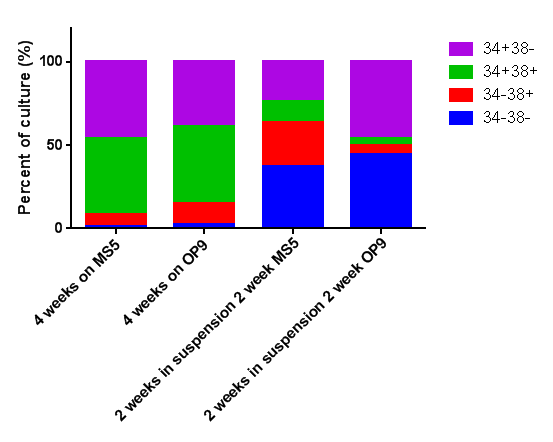 Percent of culture (%)
100
50
0
34+38-
34+38+
34-38+
34-38-
4 weeks on MS5
4 weeks on OP9
2 weeks in suspension 2 week MS5
2 weeks in suspension 2 week OP9